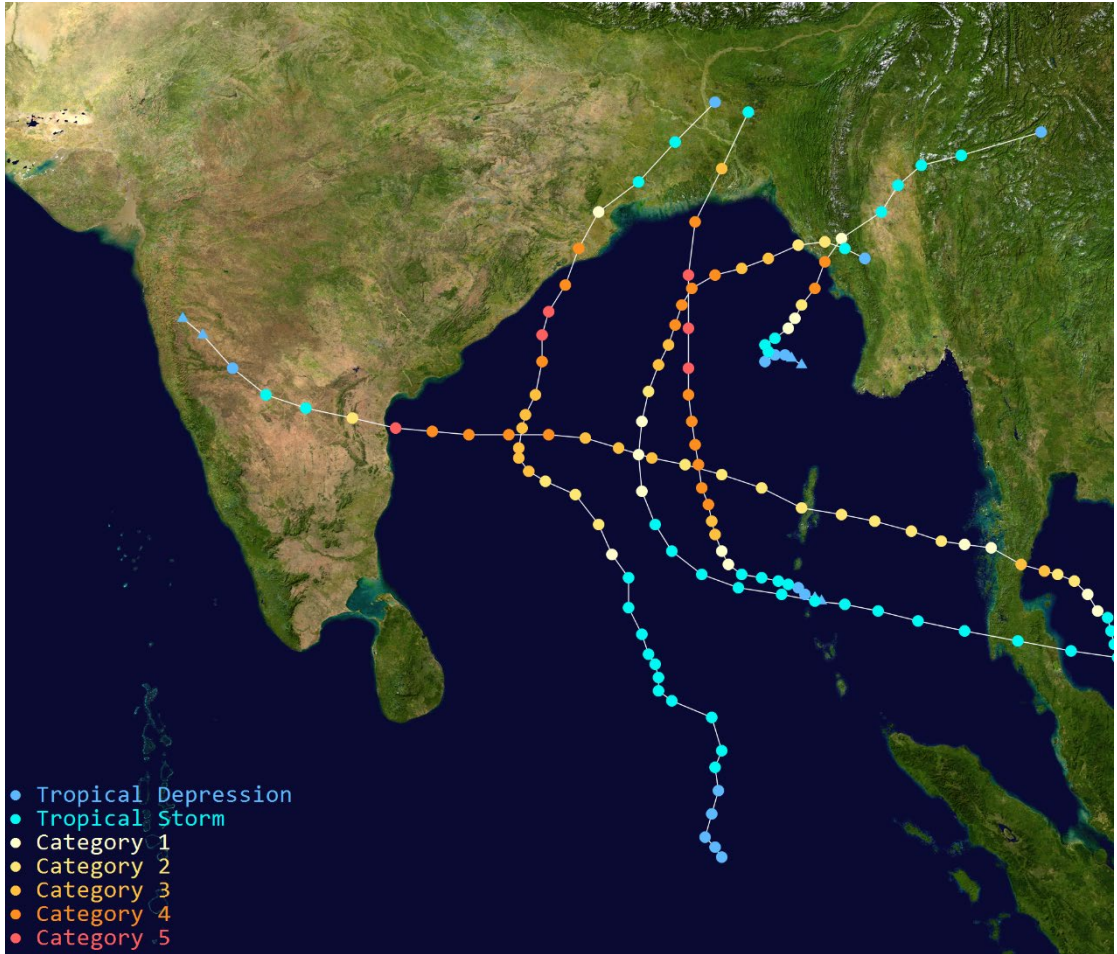 Tropical Depression
Tropical Storm
Category 1
Category 2
Category 3
Category 4
Category 5